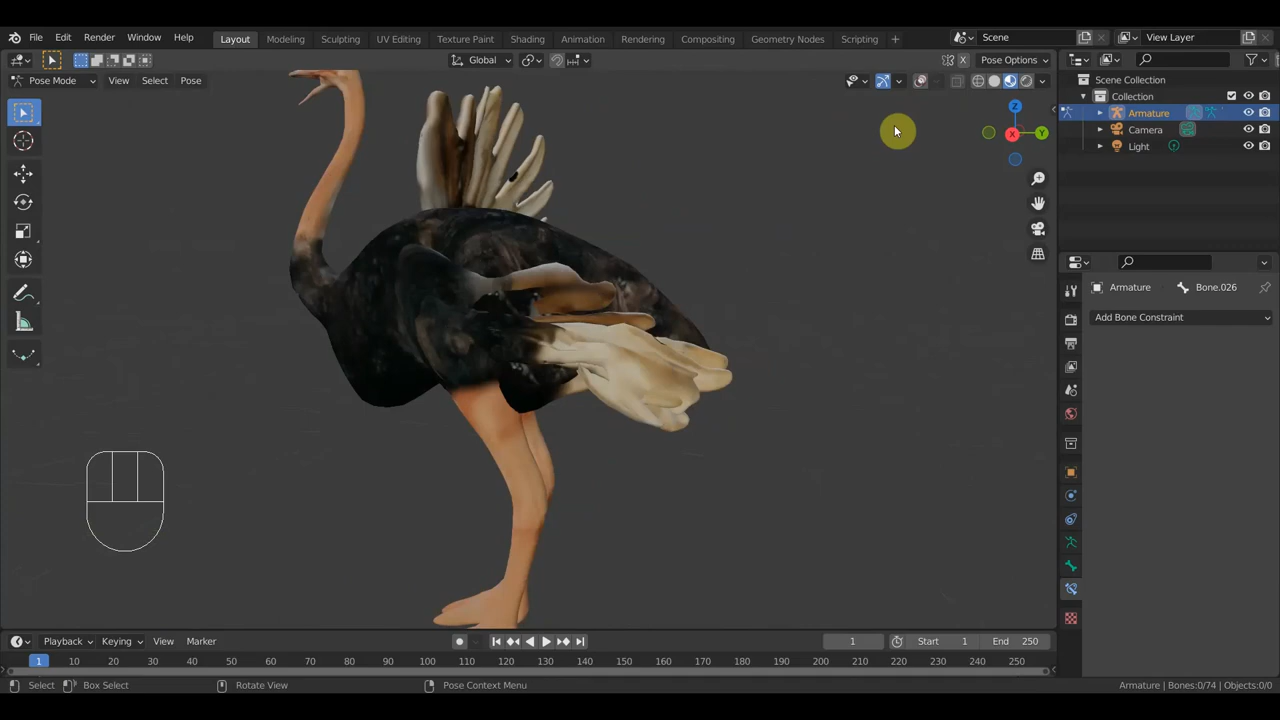 File Edit Render Window Help Layout Modeling Sculpting UV Editing Texture Paint Shading Animation Rendering Compositing Geometry Nodes Scripting + Scene View Layer
Global Pose Options
Pose Mode View Select Pose
X
Z
X Y
Scene Collection
Collection
Armature
Camera
Light
Armature Bone.026
Add Bone Constraint
Playback Keying View Marker 1 Start 1 End 250
1 10 20 30 40 50 60 70 80 90 100 110 120 130 140 150 160 170 180 190 200 210 220 230 240 250
Select Box Select Rotate View Pose Context Menu Armature | Bones:0/74 | Objects:0/0